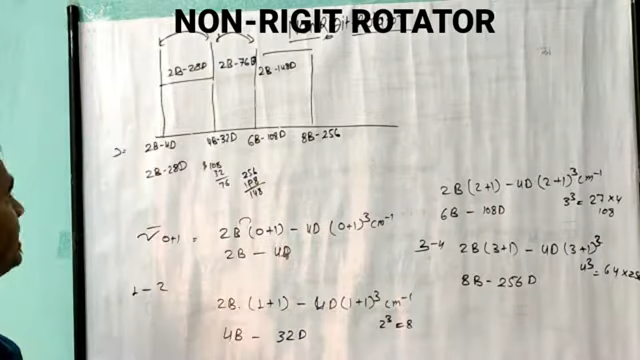 NON-RIGIT ROTATOR
2B-28D 2B-76D 2B-148D
2B-4D 4B-32D 6B-108D 8B-256
2B-28D
108
32
76
256
108
148
ν̄ 0→1 = 2B(0+1) - 4D(0+1)³ cm⁻¹
2B - 4D
1-2
2B.(1+1) - 4D(1+1)³ cm⁻¹
4B - 32D 2³=8
2B(2+1) - 4D(2+1)³ cm⁻¹
6B - 108D 3³=27×4
108
3-4 2B(3+1) - 4D(3+1)³
8B-256D 4³=64×